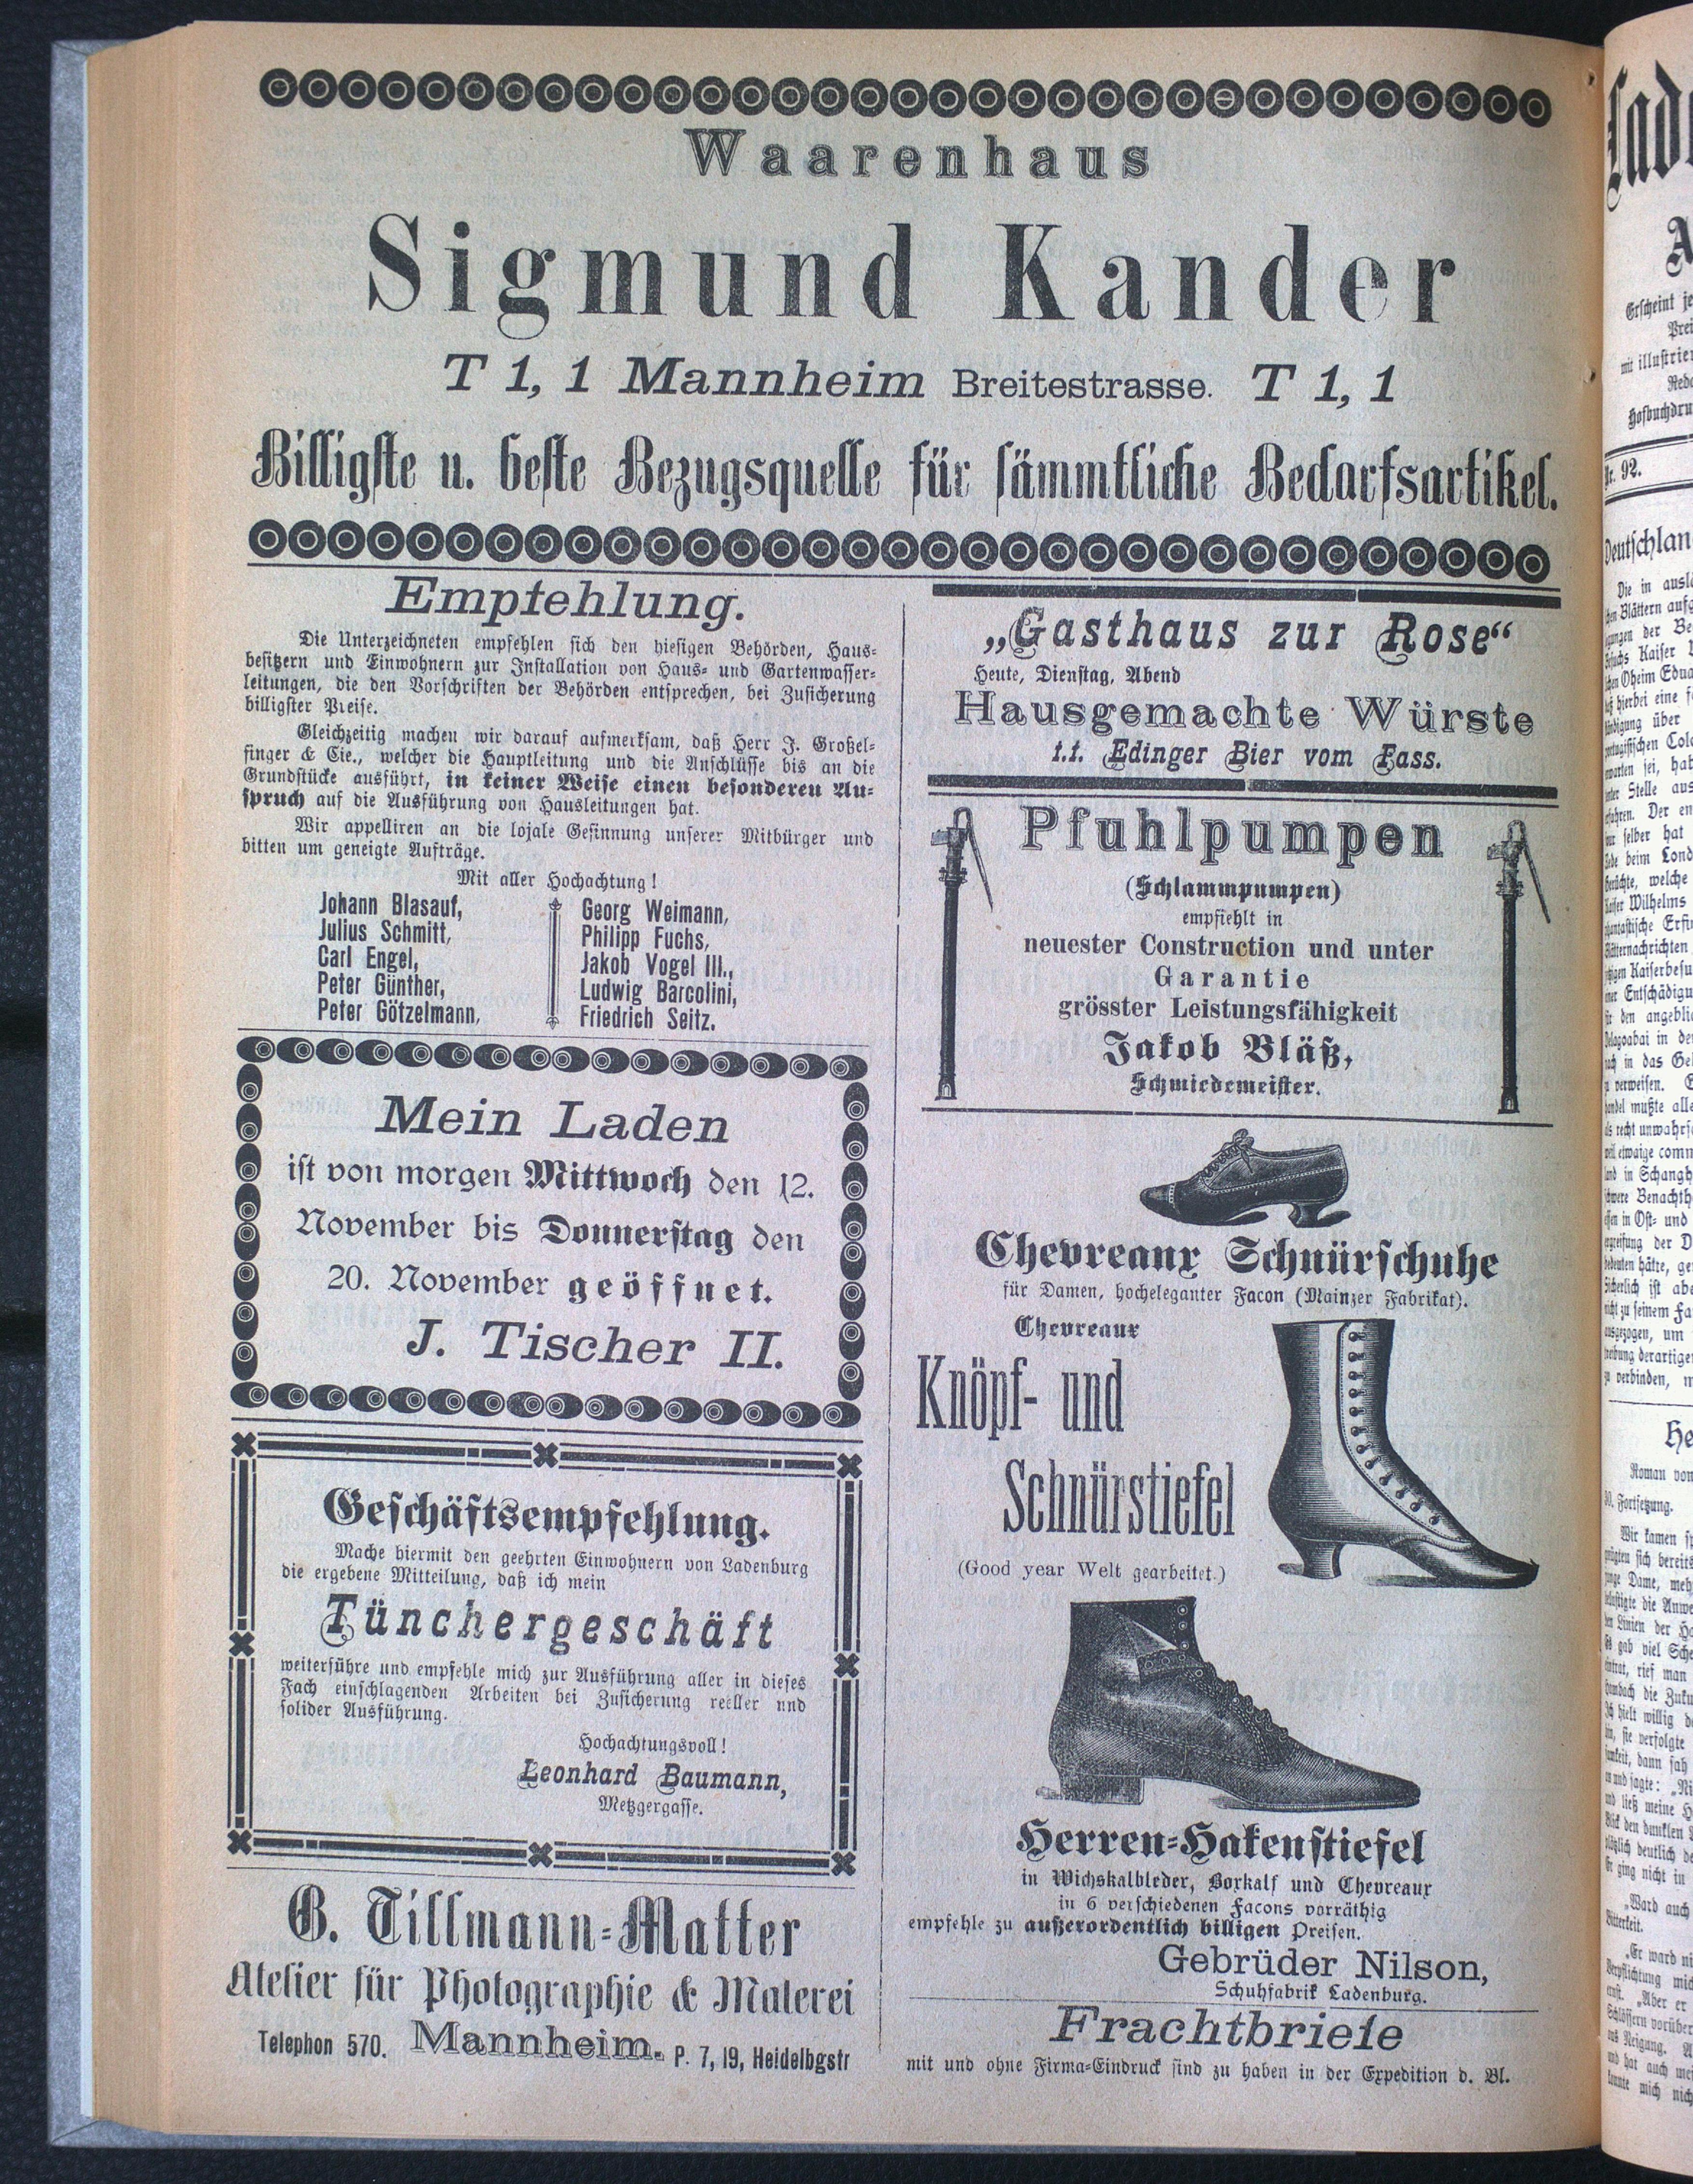 Waarenhaus
Sigmund Kander
T 1, 1 Mannheim Breitestrasse. T 1, 1
Billigste u. beste Bezugsquelle für sämmtliche Bedarfsartikel.
Empfehlung.
Die Unterzeichneten empfehlen sich den hiesigen Behörden, Haus-
besitzern und Einwohnern zur Installation von Haus- und Gartenwasser-
leitungen, die den Vorschriften der Behörden entsprechen, bei Zusicherung
billigster Preise.
Gleichzeitig machen wir darauf aufmerksam, daß Herr J. Großel-
finger & Cie., welcher die Hauptleitung und die Anschlüsse bis an die
Grundstücke ausführt, in keiner Weise einen besonderen An-
spruch auf die Ausführung von Hausleitungen hat.
Wir appelliren an die lojale Gesinnung unserer Mitbürger und
bitten um geneigte Aufträge.
Mit aller Hochachtung!
Johann Blasauf,
Julius Schmitt,
Carl Engel,
Peter Günther,
Peter Götzelmann,
Georg Weimann,
Philipp Fuchs,
Jakob Vogel III.,
Ludwig Barcolini,
Friedrich Seitz.
Mein Laden
ist von morgen Mittwoch den 12.
November bis Donnerstag den
20. November geöffnet.
J. Tischer II.
Geschäftsempfehlung.
Mache hiermit den geehrten Einwohnern von Ladenburg
die ergebene Mitteilung, daß ich mein
Tünchergeschäft
weiterführe und empfehle mich zur Ausführung aller in dieses
Fach einschlagenden Arbeiten bei Zusicherung reeller und
solider Ausführung.
Hochachtungsvoll!
Leonhard Baumann,
Metzgergasse.
G. Tillmann-Matter
Atelier für Photographie & Malerei
Telephon 570. Mannheim. P. 7, 19, Heidelbgstr
„Gasthaus zur Rose“
Heute, Dienstag, Abend
Hausgemachte Würste
f.f. Edinger Bier vom Fass.
Pfuhlpumpen
(Schlammpumpen)
empfiehlt in
neuester Construction und unter
Garantie
grösster Leistungsfähigkeit
Jakob Bläß,
Schmiedemeister.
Chevreaux Schnürschuhe
für Damen, hocheleganter Facon (Mainzer Fabrikat).
Chevreaux
Knöpf- und
Schnürstiefel
(Good year Welt gearbeitet.)
Herren-Hakenstiefel
in Wichskalbleder, Boxkalf und Chevreaux
in 6 verschiedenen Facons vorräthig
empfehle zu außerordentlich billigen Preisen.
Gebrüder Nilson,
Schuhfabrik Ladenburg.
Frachtbriefe
mit und ohne Firma-Eindruck sind zu haben in der Expedition d. Bl.
Erscheint
mit
Nr. 92.
Die in
Roman von
Fortsetzung.